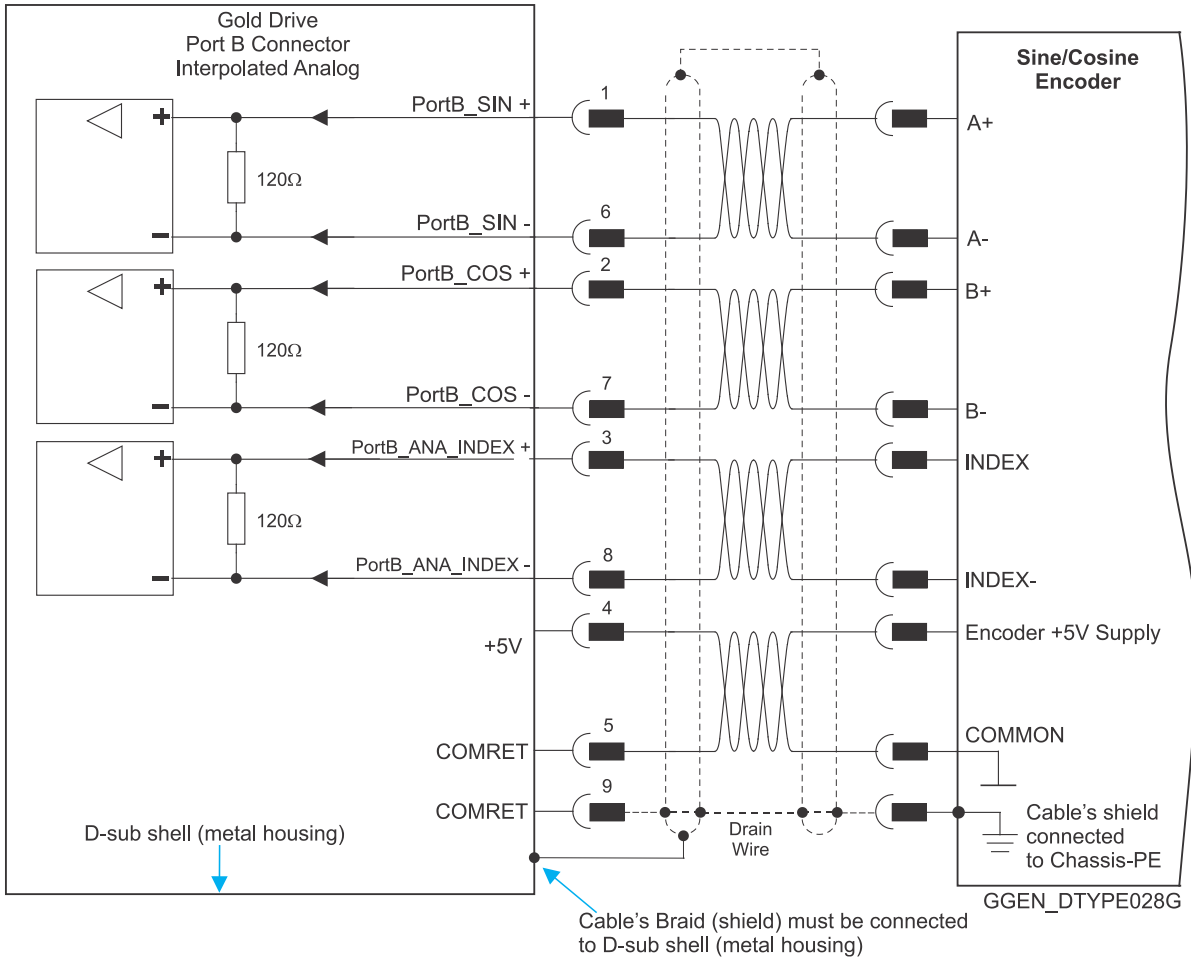 Gold Drive
Port B Connector
Interpolated Analog
Sine/Cosine
Encoder
PortB_SIN +
1
A+
+
120Ω
PortB_SIN -
6
A-
−
PortB_COS +
2
B+
+
120Ω
PortB_COS -
7
B-
−
PortB_ANA_INDEX +
3
INDEX
+
120Ω
PortB_ANA_INDEX -
8
INDEX-
−
+5V
4
Encoder +5V Supply
COMRET
5
COMMON
COMRET
9
Drain
Wire
Cable's shield
connected
to Chassis-PE
D-sub shell (metal housing)
GGEN_DTYPE028G
Cable's Braid (shield) must be connected
to D-sub shell (metal housing)